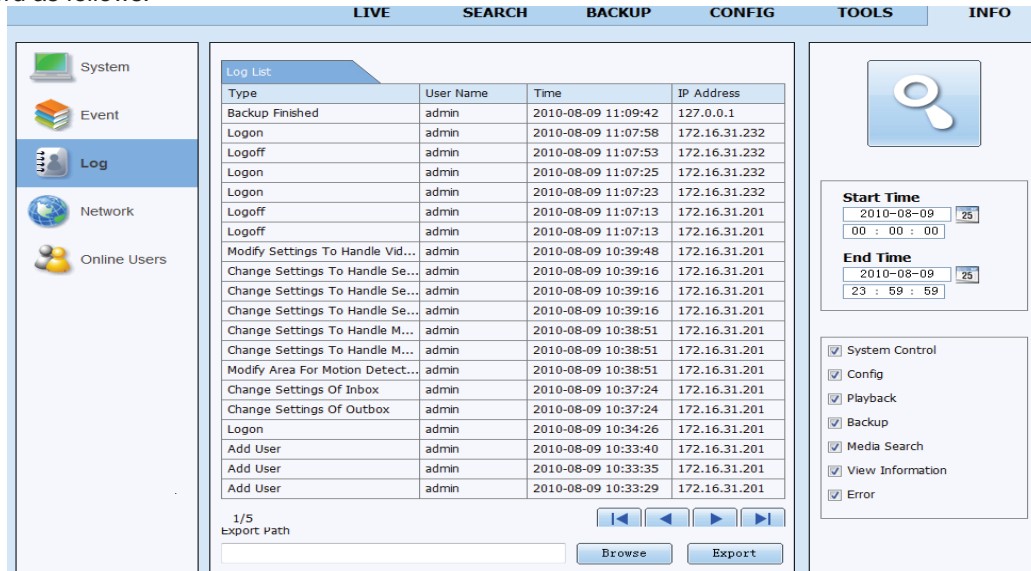 LIVE SEARCH BACKUP CONFIG TOOLS INFO
System
Event
Log
Network
Online Users
Log List
Type User Name Time IP Address
Backup Finished admin 2010-08-09 11:09:42 127.0.0.1
Logon admin 2010-08-09 11:07:58 172.16.31.232
Logoff admin 2010-08-09 11:07:53 172.16.31.232
Logon admin 2010-08-09 11:07:25 172.16.31.232
Logon admin 2010-08-09 11:07:23 172.16.31.232
Logoff admin 2010-08-09 11:07:13 172.16.31.201
Logoff admin 2010-08-09 11:07:13 172.16.31.201
Modify Settings To Handle Vid... admin 2010-08-09 10:39:48 172.16.31.201
Change Settings To Handle Se... admin 2010-08-09 10:39:16 172.16.31.201
Change Settings To Handle Se... admin 2010-08-09 10:39:16 172.16.31.201
Change Settings To Handle Se... admin 2010-08-09 10:39:16 172.16.31.201
Change Settings To Handle M... admin 2010-08-09 10:38:51 172.16.31.201
Change Settings To Handle M... admin 2010-08-09 10:38:51 172.16.31.201
Modify Area For Motion Detect... admin 2010-08-09 10:38:51 172.16.31.201
Change Settings Of Inbox admin 2010-08-09 10:37:24 172.16.31.201
Change Settings Of Outbox admin 2010-08-09 10:37:24 172.16.31.201
Logon admin 2010-08-09 10:34:26 172.16.31.201
Add User admin 2010-08-09 10:33:40 172.16.31.201
Add User admin 2010-08-09 10:33:35 172.16.31.201
Add User admin 2010-08-09 10:33:29 172.16.31.201
1/5
Export Path
Browse Export
Start Time
2010-08-09 25
00 : 00 : 00
End Time
2010-08-09 25
23 : 59 : 59
System Control
Config
Playback
Backup
Media Search
View Information
Error